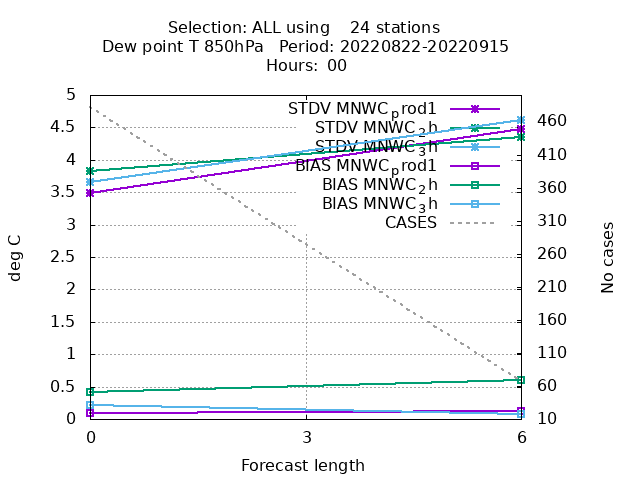 Selection: ALL using    24 stations
Dew point T 850hPa   Period: 20220822-20220915
Hours: 00
5
4.5
4
3.5
3
2.5
2
1.5
1
0.5
0
deg C
STDV MNWC_prod1
STDV MNWC_2h
STDV MNWC_3h
BIAS MNWC_prod1
BIAS MNWC_2h
BIAS MNWC_3h
CASES
460
410
360
310
260
210
160
110
60
10
No cases
0 3 6
Forecast length